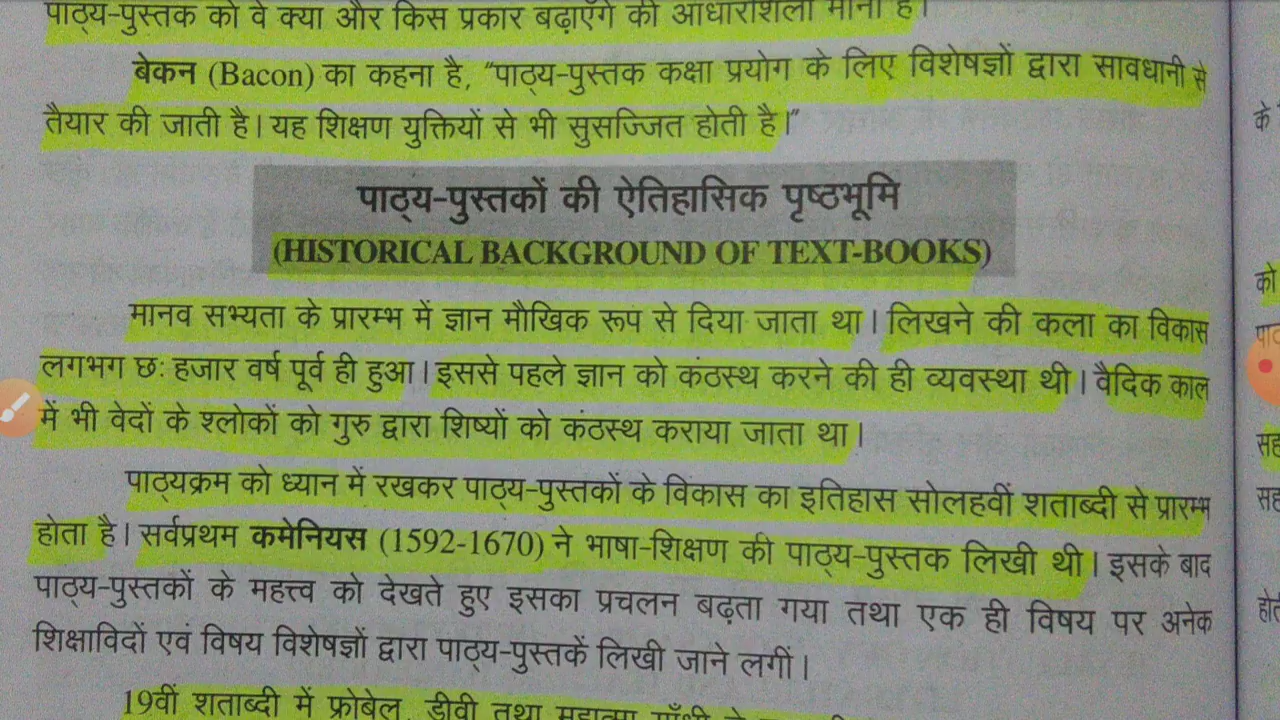 पाठ्य-पुस्तक को वे क्या और किस प्रकार बढ़ाएँगे की आधारशिला माना है।
बेकन (Bacon) का कहना है, "पाठ्य-पुस्तक कक्षा प्रयोग के लिए विशेषज्ञों द्वारा सावधानी से
तैयार की जाती है। यह शिक्षण युक्तियों से भी सुसज्जित होती है।"
पाठ्य-पुस्तकों की ऐतिहासिक पृष्ठभूमि
(HISTORICAL BACKGROUND OF TEXT-BOOKS)
मानव सभ्यता के प्रारम्भ में ज्ञान मौखिक रूप से दिया जाता था। लिखने की कला का विकास
लगभग छः हजार वर्ष पूर्व ही हुआ। इससे पहले ज्ञान को कंठस्थ करने की ही व्यवस्था थी। वैदिक काल
में भी वेदों के श्लोकों को गुरु द्वारा शिष्यों को कंठस्थ कराया जाता था।
पाठ्यक्रम को ध्यान में रखकर पाठ्य-पुस्तकों के विकास का इतिहास सोलहवीं शताब्दी से प्रारम्भ
होता है। सर्वप्रथम कमेनियस (1592-1670) ने भाषा-शिक्षण की पाठ्य-पुस्तक लिखी थी। इसके बाद
पाठ्य-पुस्तकों के महत्त्व को देखते हुए इसका प्रचलन बढ़ता गया तथा एक ही विषय पर अनेक
शिक्षाविदों एवं विषय विशेषज्ञों द्वारा पाठ्य-पुस्तकें लिखी जाने लगीं।
19वीं शताब्दी में फ्रोबेल, डीवी तथा महात्मा गाँधी ने
के
को